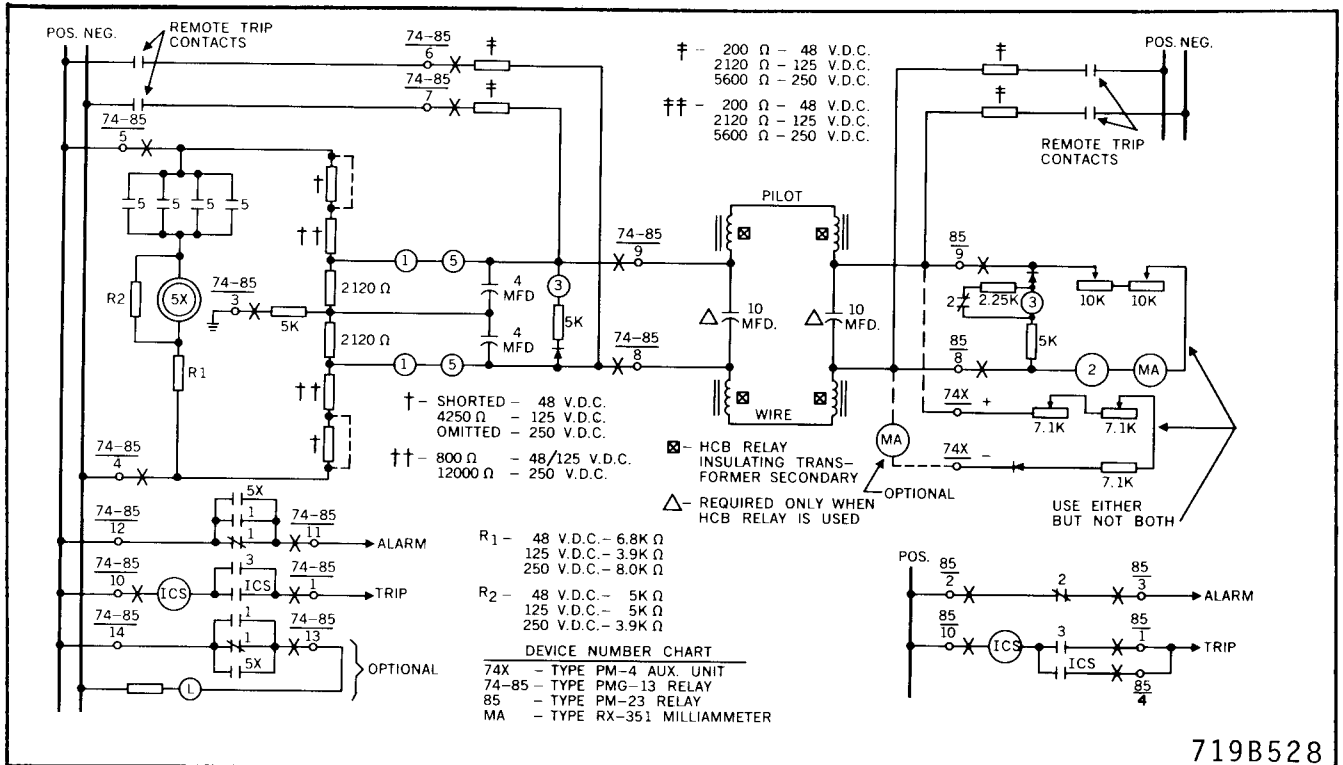 POS. NEG.
REMOTE TRIP
CONTACTS
74-85
6
‡
74-85
7
‡
74-85
5
5
5
5
5
†
††
R2
5X
74-85
3
5K
2120 Ω
2120 Ω
R1
††
†
74-85
4
1
5
4
MFD
4
MFD
3
5K
1
5
74-85
9
74-85
8
‡ - 200 Ω - 48 V.D.C.
2120 Ω - 125 V.D.C.
5600 Ω - 250 V.D.C.
‡‡ - 200 Ω - 48 V.D.C.
2120 Ω - 125 V.D.C.
5600 Ω - 250 V.D.C.
PILOT
10
MFD.
10
MFD.
WIRE
‡
‡
POS. NEG.
REMOTE TRIP
CONTACTS
85
9
2
2.25K
3
5K
10K
10K
85
8
2
MA
74X +
7.1K
7.1K
MA
74X -
7.1K
OPTIONAL
USE EITHER
BUT NOT BOTH
† - SHORTED - 48 V.D.C.
4250 Ω - 125 V.D.C.
OMITTED - 250 V.D.C.
†† - 800 Ω - 48/125 V.D.C.
12000 Ω - 250 V.D.C.
⊠ - HCB RELAY
INSULATING TRANS-
FORMER SECONDARY
△ - REQUIRED ONLY WHEN
HCB RELAY IS USED
74-85
12
5X
1
1
74-85
11
ALARM
74-85
10
ICS
3
ICS
74-85
1
TRIP
74-85
14
1
1
5X
74-85
13
OPTIONAL
L
R1 - 48 V.D.C. - 6.8K Ω
125 V.D.C. - 3.9K Ω
250 V.D.C. - 8.0K Ω
R2 - 48 V.D.C. - 5K Ω
125 V.D.C. - 5K Ω
250 V.D.C. - 3.9K Ω
DEVICE NUMBER CHART
74X - TYPE PM-4 AUX. UNIT
74-85 - TYPE PMG-13 RELAY
85 - TYPE PM-23 RELAY
MA - TYPE RX-351 MILLIAMMETER
POS.
85
2
2
85
3
ALARM
85
10
ICS
3
ICS
85
1
TRIP
85
4
719B528